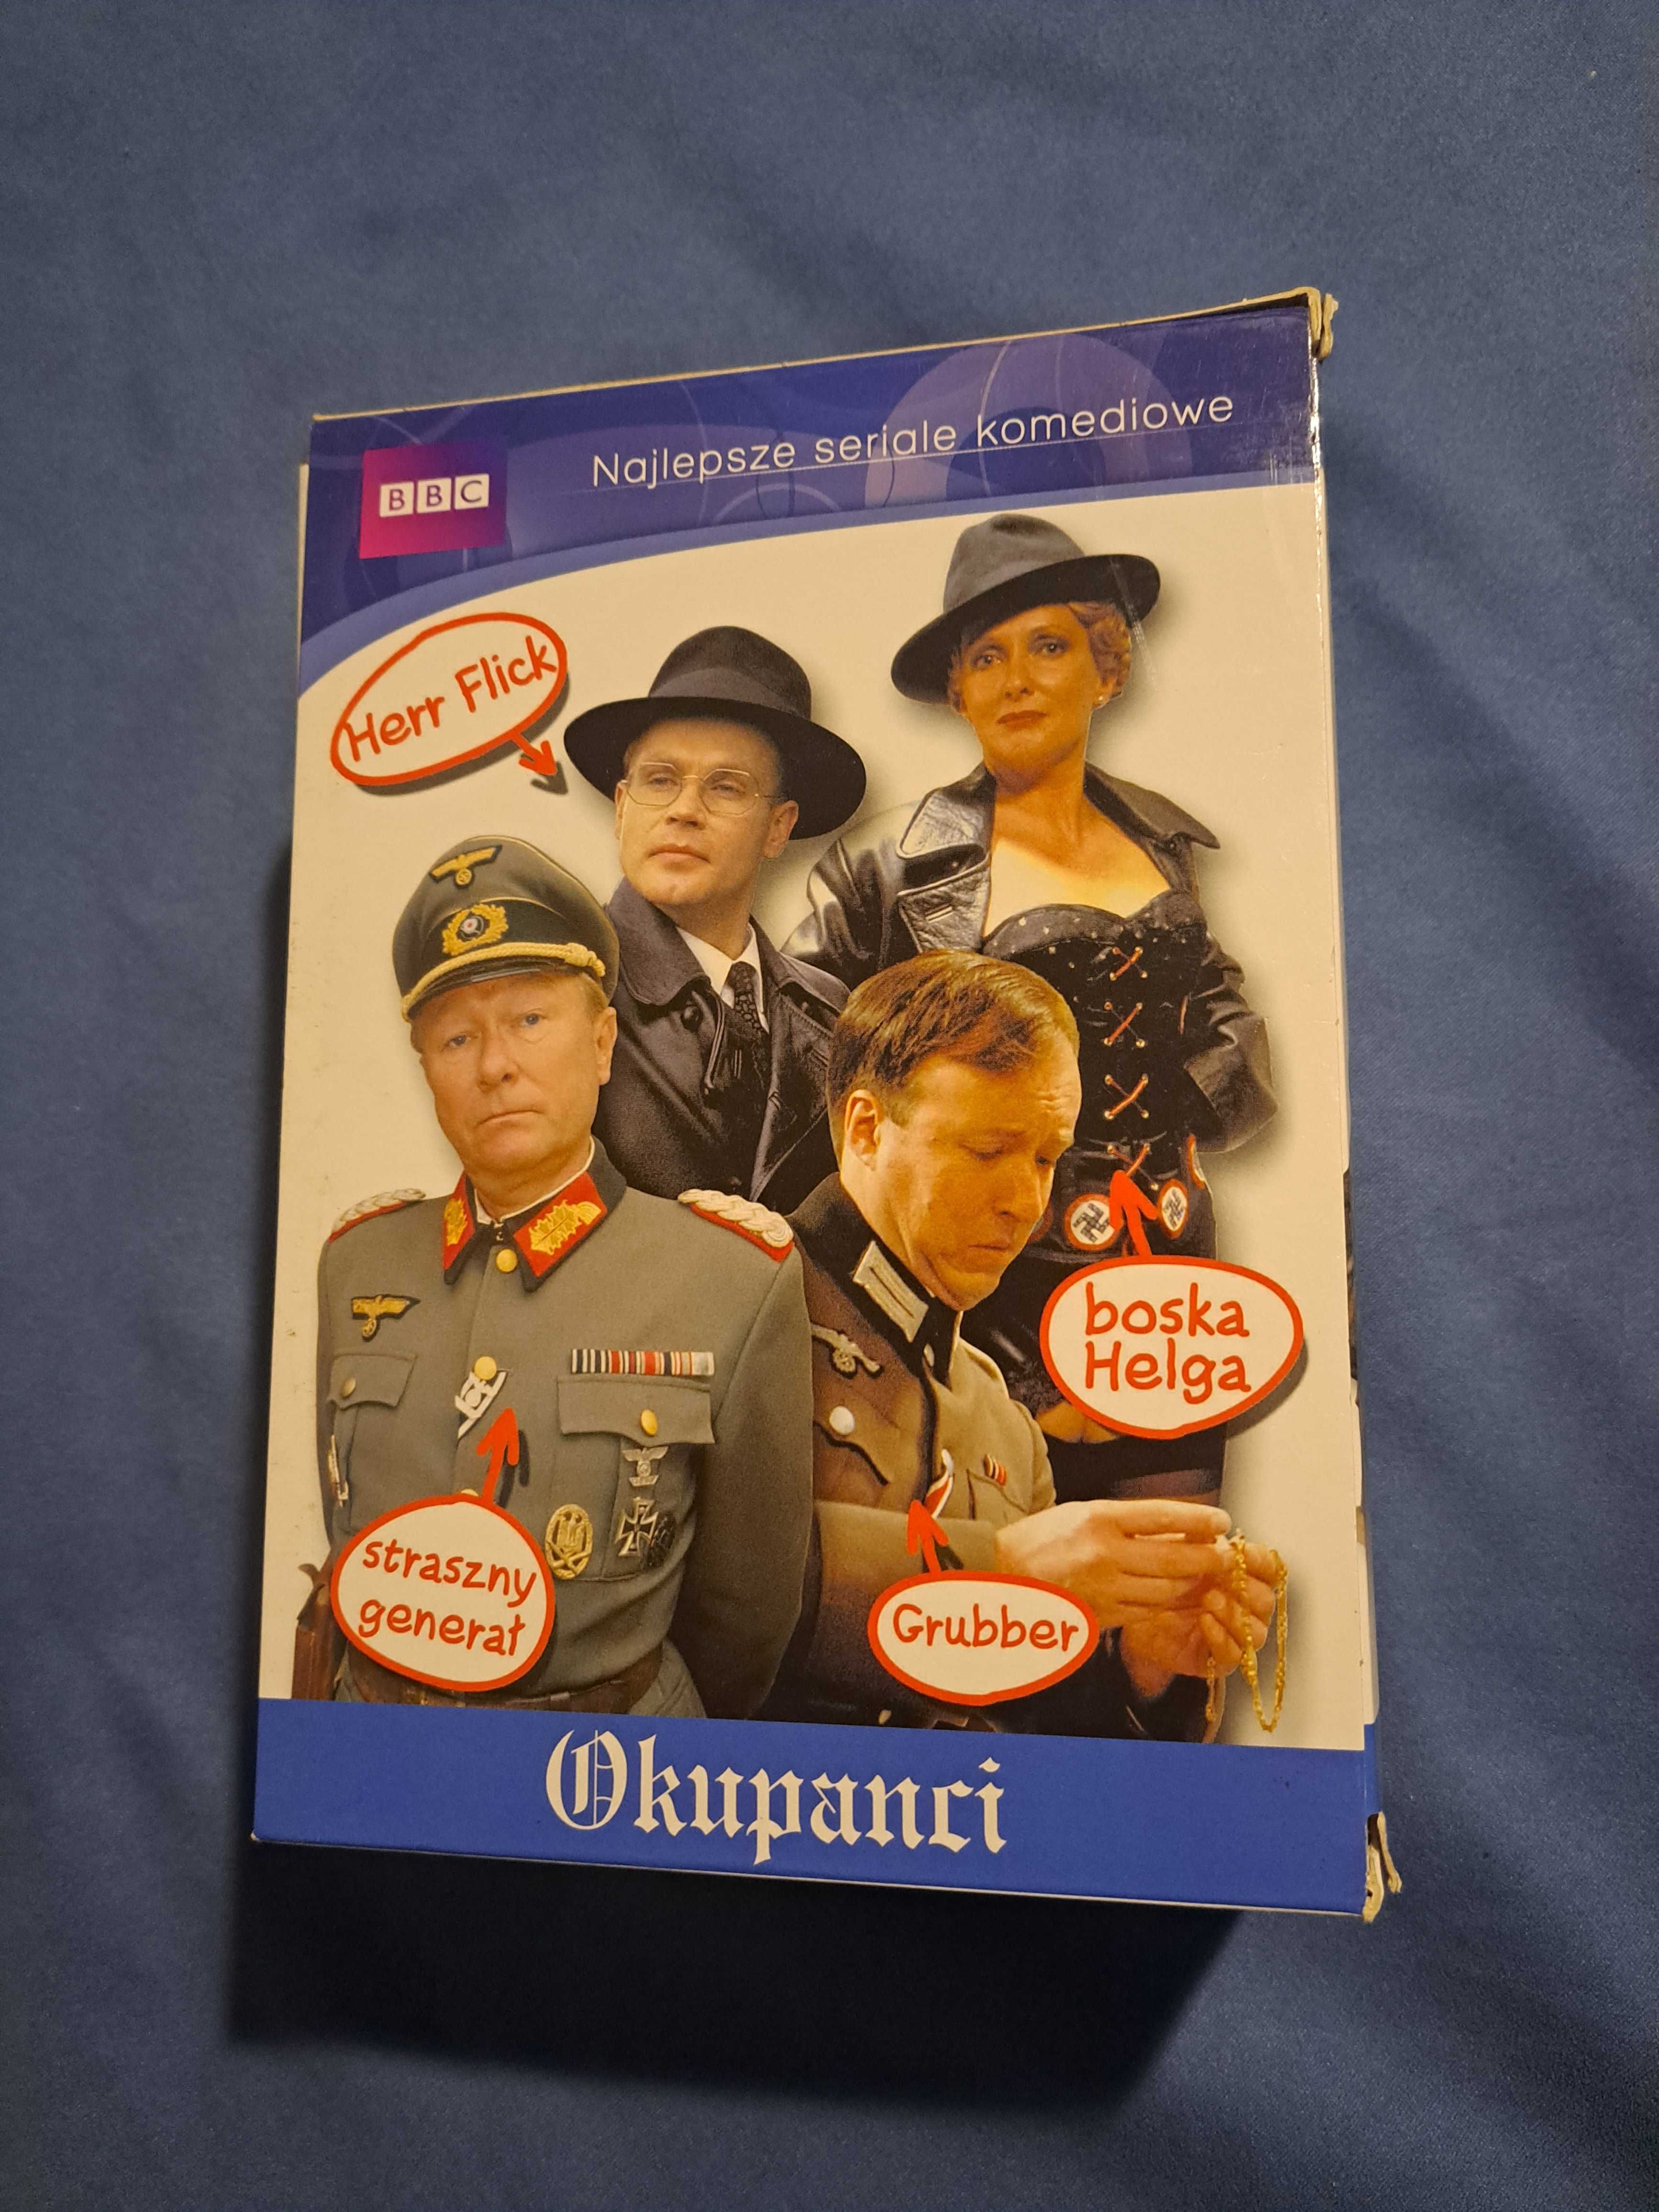 BBC
Najlepsze seriale komediowe
Herr Flick
boska
Helga
straszny
generał
Grubber
Okupanci